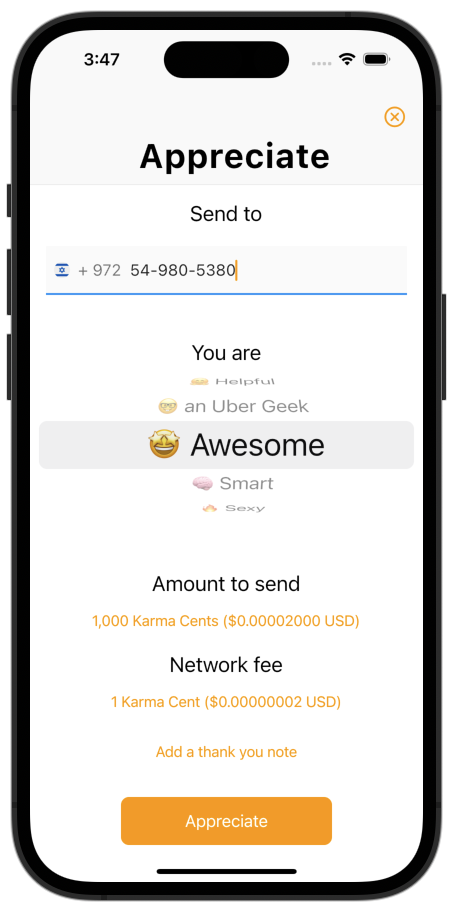 3:47
Appreciate
Send to
+ 972 54-980-5380
You are
Helpful
an Uber Geek
Awesome
Smart
Sexy
Amount to send
1,000 Karma Cents ($0.00002000 USD)
Network fee
1 Karma Cent ($0.00000002 USD)
Add a thank you note
Appreciate